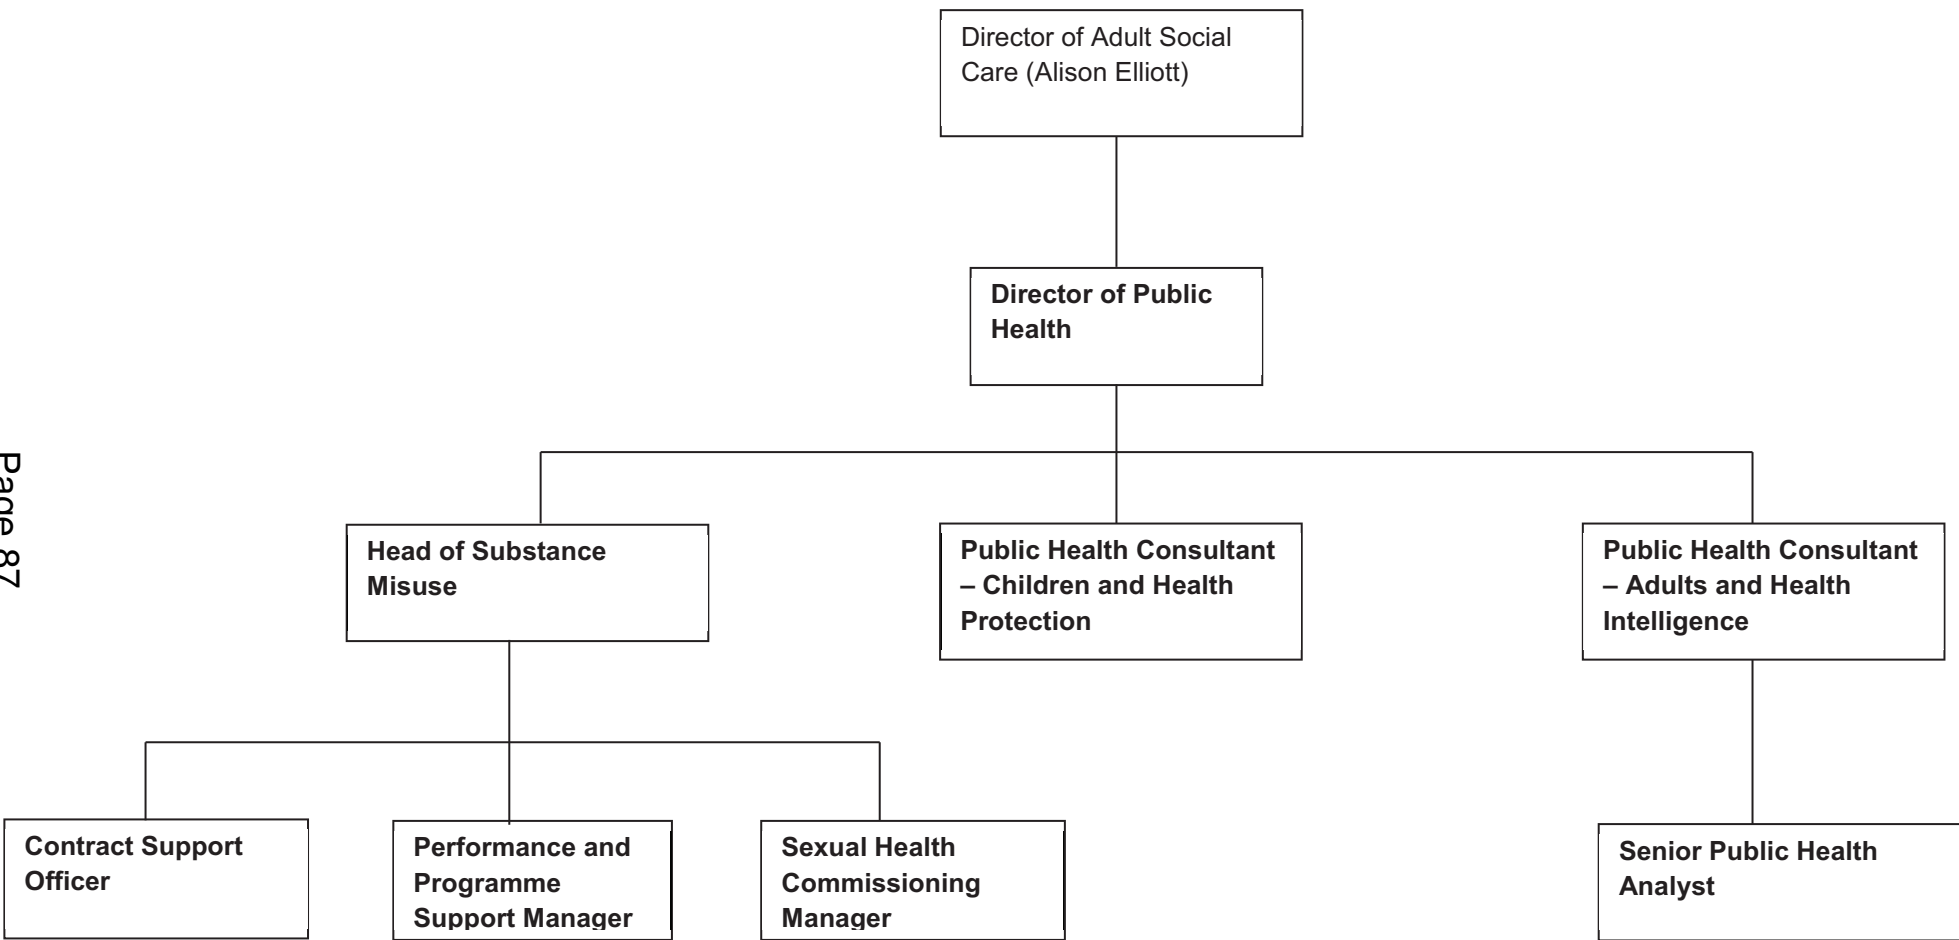 Director of Adult Social
Care (Alison Elliott)
Director of Public
Health
Head of Substance
Misuse
Public Health Consultant
– Children and Health
Protection
Public Health Consultant
– Adults and Health
Intelligence
Contract Support
Officer
Performance and
Programme
Support Manager
Sexual Health
Commissioning
Manager
Senior Public Health
Analyst
Page 87